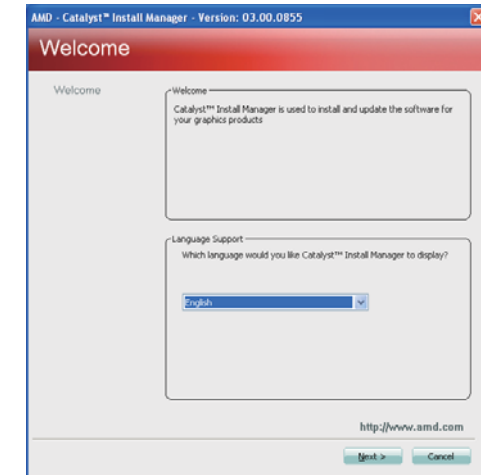 AMD - Catalyst™ Install Manager - Version: 03.00.0855
Welcome
Welcome
Welcome
Catalyst™ Install Manager is used to install and update the software for
your graphics products
Language Support
Which language would you like Catalyst™ Install Manager to display?
English
http://www.amd.com
Next >
Cancel